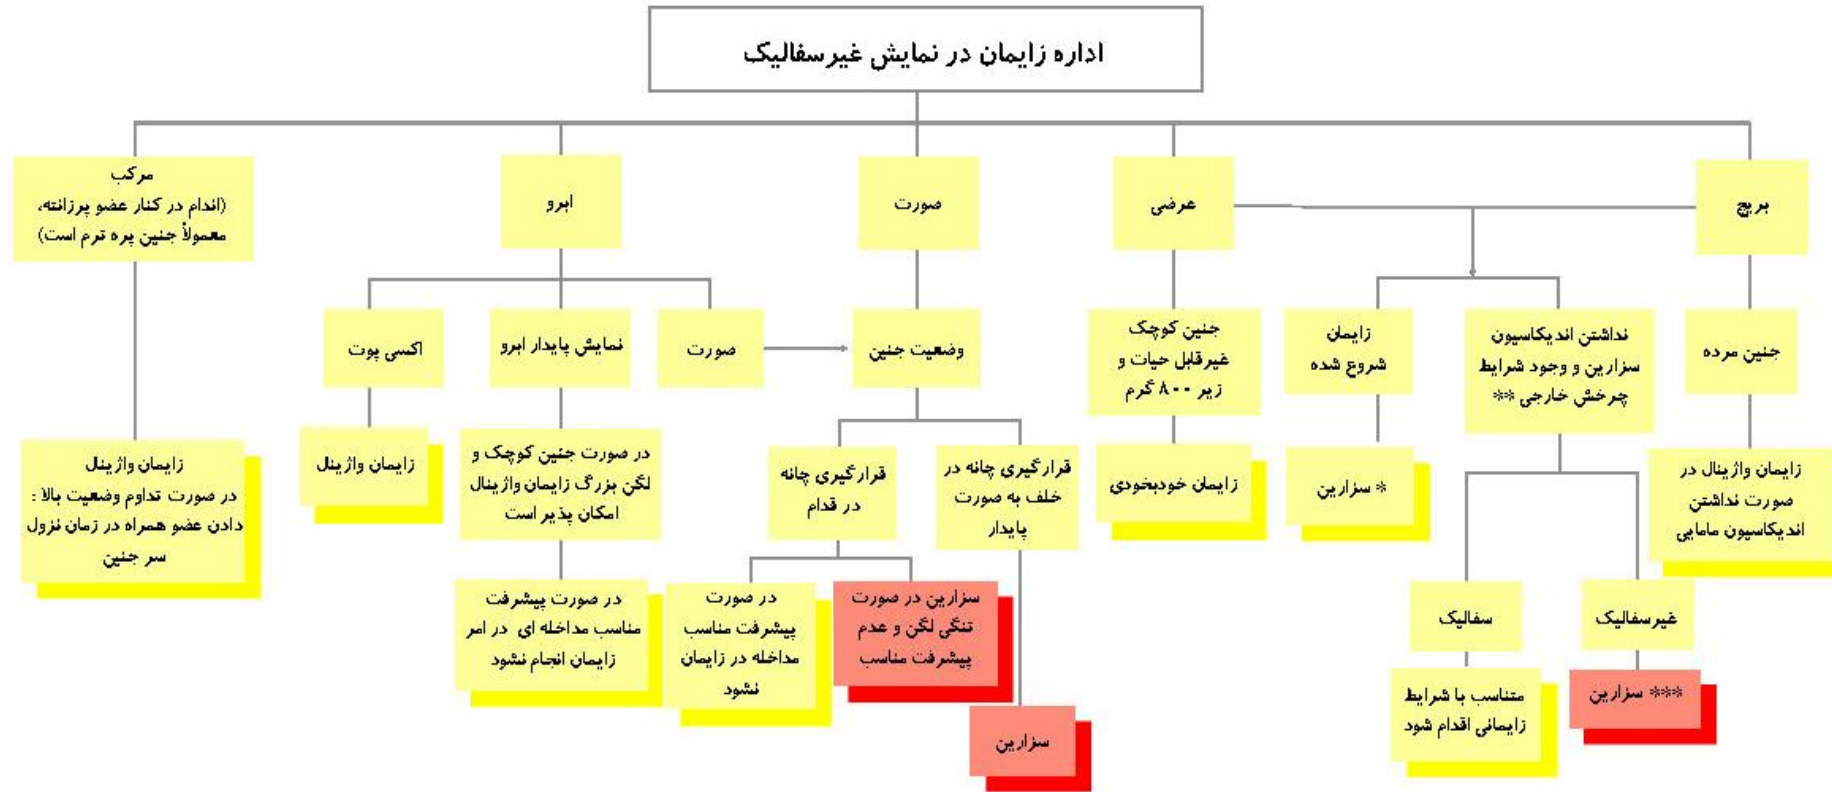 اداره زایمان در نمایش غیرسفالیک
بریچ
عرضی
صورت
ابرو
مرکب
(اندام در کنار عضو پرزانته،
معمولاً جنین پره ترم است)
جنین مرده
نداشتن اندیکاسیون
سزارین و وجود شرایط
چرخش خارجی **
زایمان
شروع شده
جنین کوچک
غیرقابل حیات و
زیر ۸۰۰ گرم
وضعیت جنین
صورت
نمایش پایدار ابرو
اکسی پوت
زایمان واژینال در
صورت نداشتن
اندیکاسیون مامایی
* سزارین
زایمان خودبخودی
قرارگیری چانه در
خلف به صورت
پایدار
قرارگیری چانه
در قدام
در صورت جنین کوچک و
لگن بزرگ زایمان واژینال
امکان پذیر است
زایمان واژینال
زایمان واژینال
در صورت تداوم وضعیت بالا :
دادن عضو همراه در زمان نزول
سر جنین
غیرسفالیک
سفالیک
سزارین در صورت
تنگی لگن و عدم
پیشرفت مناسب
در صورت
پیشرفت مناسب
مداخله در زایمان
نشود
در صورت پیشرفت
مناسب مداخله ای در امر
زایمان انجام نشود
*** سزارین
متناسب با شرایط
زایمانی اقدام شود
سزارین